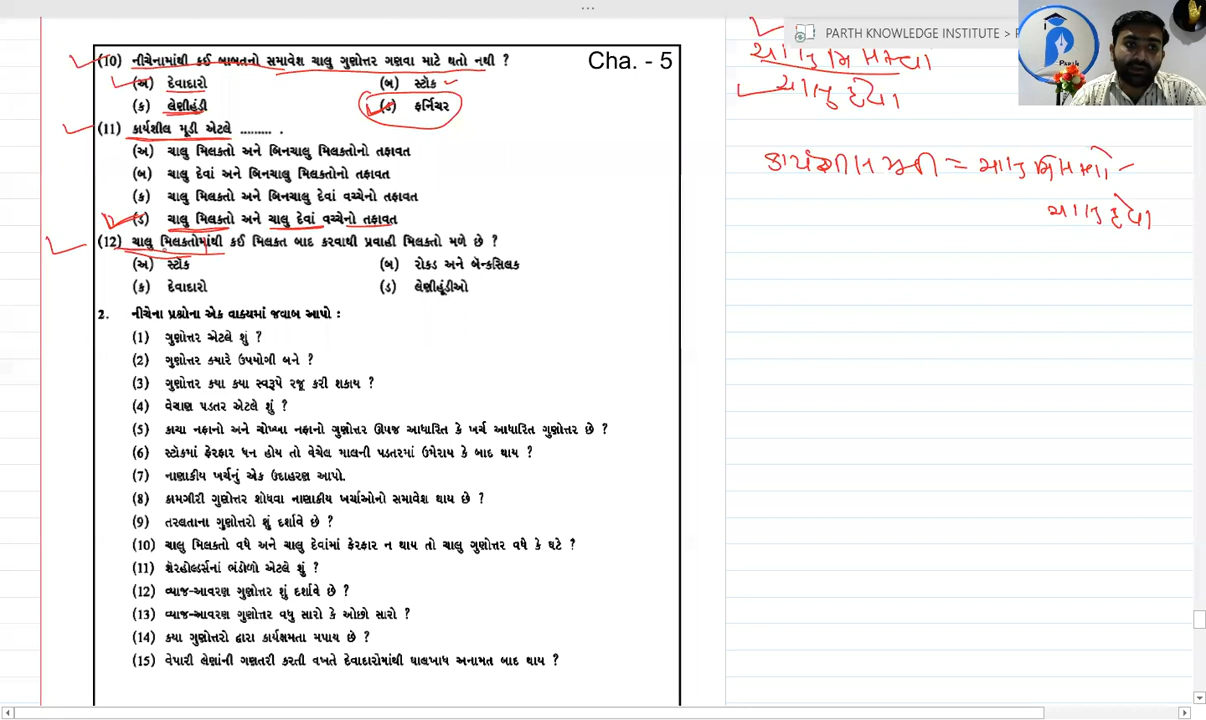 PARTH KNOWLEDGE INSTITUTE
Parth
ચાલુ મિલકતો
ચાલુ દેવા
Cha. - 5
(10) નીચેનામાંથી કઈ બાબતનો સમાવેશ ચાલુ ગુણોત્તર ગણવા માટે થતો નથી ?
(અ) દેવાદારો (બ) સ્ટૉક
(ક) લેણીહૂંડી (ડ) ફર્નિચર
(11) કાર્યશીલ મૂડી એટલે ......... .
(અ) ચાલુ મિલકતો અને બિનચાલુ મિલકતોનો તફાવત
(બ) ચાલુ દેવાં અને બિનચાલુ મિલકતોનો તફાવત
(ક) ચાલુ મિલકતો અને બિનચાલુ દેવાં વચ્ચેનો તફાવત
(ડ) ચાલુ મિલકતો અને ચાલુ દેવાં વચ્ચેનો તફાવત
(12) ચાલુ મિલકતોમાંથી કઈ મિલકત બાદ કરવાથી પ્રવાહી મિલકતો મળે છે ?
(અ) સ્ટૉક (બ) રોકડ અને બૅન્કસિલક
(ક) દેવાદારો (ડ) લેણીહૂંડીઓ
2. નીચેના પ્રશ્નોના એક વાક્યમાં જવાબ આપો :
(1) ગુણોત્તર એટલે શું ?
(2) ગુણોત્તર ક્યારે ઉપયોગી બને ?
(3) ગુણોત્તર કયા કયા સ્વરૂપે રજૂ કરી શકાય ?
(4) વેચાણ પડતર એટલે શું ?
(5) કાચા નફાનો અને ચોખ્ખા નફાનો ગુણોત્તર ઊપજ આધારિત કે ખર્ચ આધારિત ગુણોત્તર છે ?
(6) સ્ટૉકમાં ફેરફાર ધન હોય તો વેચેલ માલની પડતરમાં ઉમેરાય કે બાદ થાય ?
(7) નાણાકીય ખર્ચનું એક ઉદાહરણ આપો.
(8) કામગીરી ગુણોત્તર શોધવા નાણાકીય ખર્ચાઓનો સમાવેશ થાય છે ?
(9) તરલતાના ગુણોત્તરો શું દર્શાવે છે ?
(10) ચાલુ મિલકતો વધે અને ચાલુ દેવાંમાં ફેરફાર ન થાય તો ચાલુ ગુણોત્તર વધે કે ઘટે ?
(11) શૅરહોલ્ડર્સનાં ભંડોળો એટલે શું ?
(12) વ્યાજ-આવરણ ગુણોત્તર શું દર્શાવે છે ?
(13) વ્યાજ-આવરણ ગુણોત્તર વધુ સારો કે ઓછો સારો ?
(14) કયા ગુણોત્તરો દ્વારા કાર્યક્ષમતા મપાય છે ?
(15) વેપારી લેણાંની ગણતરી કરતી વખતે દેવાદારોમાંથી ઘાલખાધ અનામત બાદ થાય ?
કાર્યશીલ મૂડી = ચાલુ મિલકતો -
ચાલુ દેવા